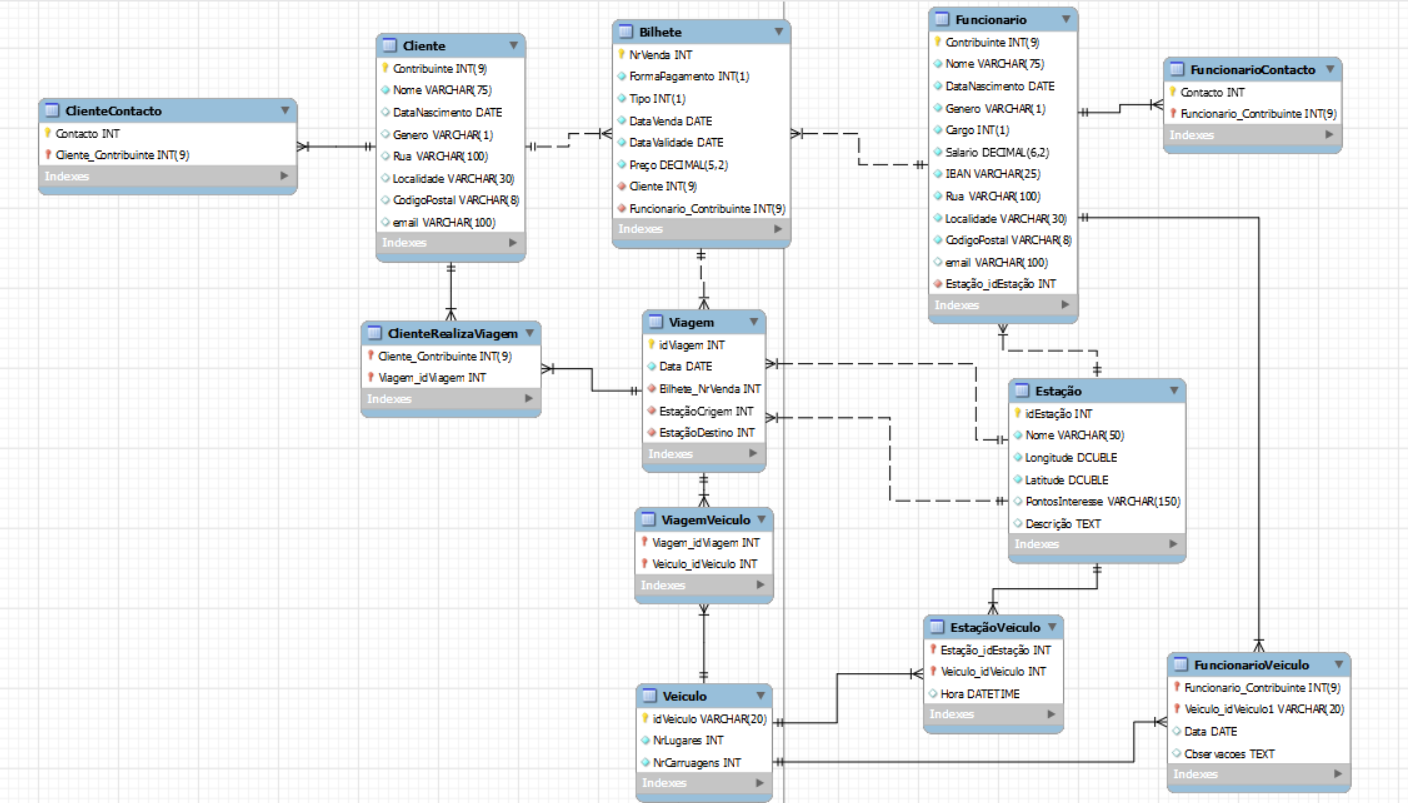 ClienteContacto
Contacto INT
Cliente_Contribuinte INT(9)
Indexes
Cliente
Contribuinte INT(9)
Nome VARCHAR(75)
DataNascimento DATE
Genero VARCHAR(1)
Rua VARCHAR(100)
Localidade VARCHAR(30)
CodigoPostal VARCHAR(8)
email VARCHAR(100)
Indexes
Bilhete
NrVenda INT
FormaPagamento INT(1)
Tipo INT(1)
DataVenda DATE
DataValidade DATE
Preço DECIMAL(5,2)
Cliente INT(9)
Funcionario_Contribuinte INT(9)
Indexes
Funcionario
Contribuinte INT(9)
Nome VARCHAR(75)
DataNascimento DATE
Genero VARCHAR(1)
Cargo INT(1)
Salario DECIMAL(6,2)
IBAN VARCHAR(25)
Rua VARCHAR(100)
Localidade VARCHAR(30)
CodigoPostal VARCHAR(8)
email VARCHAR(100)
Estação_idEstação INT
Indexes
FuncionarioContacto
Contacto INT
Funcionario_Contribuinte INT(9)
Indexes
ClienteRealizaViagem
Cliente_Contribuinte INT(9)
Viagem_idViagem INT
Indexes
Viagem
idViagem INT
Data DATE
Bilhete_NrVenda INT
EstaçãoOrigem INT
EstaçãoDestino INT
Indexes
Estação
idEstação INT
Nome VARCHAR(50)
Longitude DOUBLE
Latitude DOUBLE
PontosInteresse VARCHAR(150)
Descrição TEXT
Indexes
ViagemVeiculo
Viagem_idViagem INT
Veiculo_idVeiculo INT
Indexes
EstaçãoVeiculo
Estação_idEstação INT
Veiculo_idVeiculo INT
Hora DATETIME
Indexes
Veiculo
idVeiculo VARCHAR(20)
NrLugares INT
NrCarruagens INT
Indexes
FuncionarioVeiculo
Funcionario_Contribuinte INT(9)
Veiculo_idVeiculo1 VARCHAR(20)
Data DATE
Observacoes TEXT
Indexes